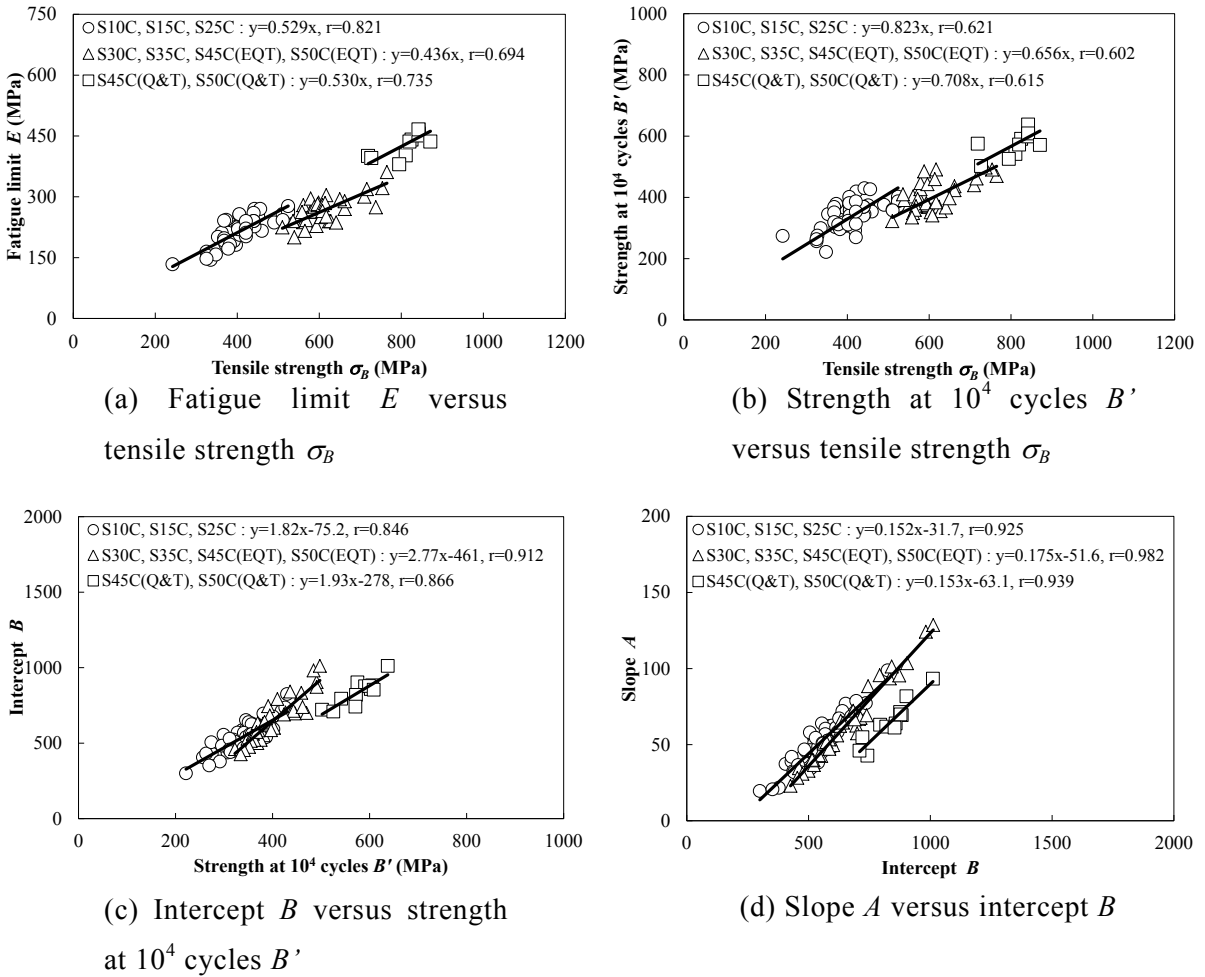 750
600
450
300
150
0
Fatigue limit E (MPa)
○S10C, S15C, S25C : y=0.529x, r=0.821
△S30C, S35C, S45C(EQT), S50C(EQT) : y=0.436x, r=0.694
□S45C(Q&T), S50C(Q&T) : y=0.530x, r=0.735
0 200 400 600 800 1000 1200
Tensile strength σB (MPa)
(a) Fatigue limit E versus
tensile strength σB
1000
800
600
400
200
0
Strength at 10⁴ cycles B' (MPa)
○S10C, S15C, S25C : y=0.823x, r=0.621
△S30C, S35C, S45C(EQT), S50C(EQT) : y=0.656x, r=0.602
□S45C(Q&T), S50C(Q&T) : y=0.708x, r=0.615
0 200 400 600 800 1000 1200
Tensile strength σB (MPa)
(b) Strength at 10⁴ cycles B'
versus tensile strength σB
2000
1500
1000
500
0
Intercept B
○S10C, S15C, S25C : y=1.82x-75.2, r=0.846
△S30C, S35C, S45C(EQT), S50C(EQT) : y=2.77x-461, r=0.912
□S45C(Q&T), S50C(Q&T) : y=1.93x-278, r=0.866
0 200 400 600 800 1000
Strength at 10⁴ cycles B' (MPa)
(c) Intercept B versus strength
at 10⁴ cycles B'
200
150
100
50
0
Slope A
○S10C, S15C, S25C : y=0.152x-31.7, r=0.925
△S30C, S35C, S45C(EQT), S50C(EQT) : y=0.175x-51.6, r=0.982
□S45C(Q&T), S50C(Q&T) : y=0.153x-63.1, r=0.939
0 500 1000 1500 2000
Intercept B
(d) Slope A versus intercept B